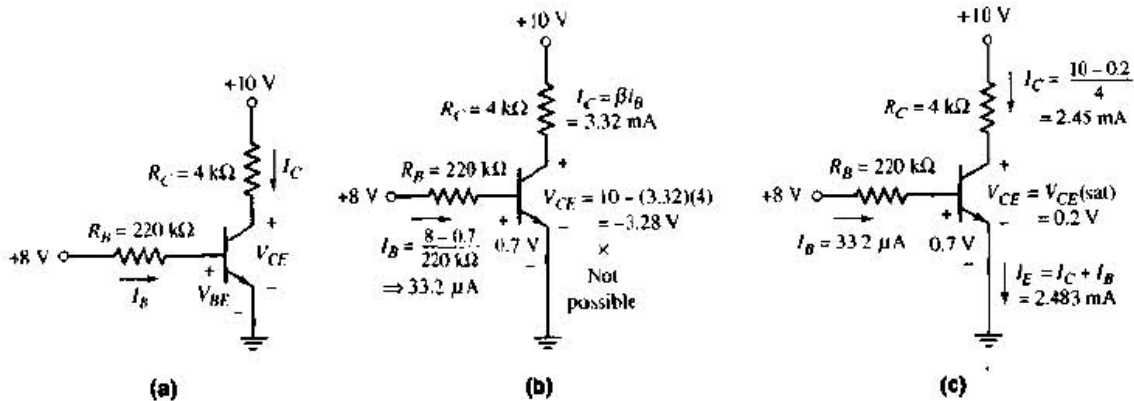 +10 V
R_C = 4 kΩ
I_C
R_B = 220 kΩ
+8 V
I_B
+
V_BE
−
+
V_CE
−
(a)
+10 V
R_C = 4 kΩ
I_C = βi_B
= 3.32 mA
R_B = 220 kΩ
+8 V
+
V_CE = 10 − (3.32)(4)
= −3.28 V
−
×
Not
possible
I_B = 8 − 0.7 / 220 kΩ
⇒ 33.2 μA
+
0.7 V
−
(b)
+10 V
R_C = 4 kΩ
I_C = 10 − 0.2 / 4
= 2.45 mA
R_B = 220 kΩ
+8 V
+
V_CE = V_CE(sat)
= 0.2 V
−
I_B = 33.2 μA
+
0.7 V
−
I_E = I_C + I_B
= 2.483 mA
(c)